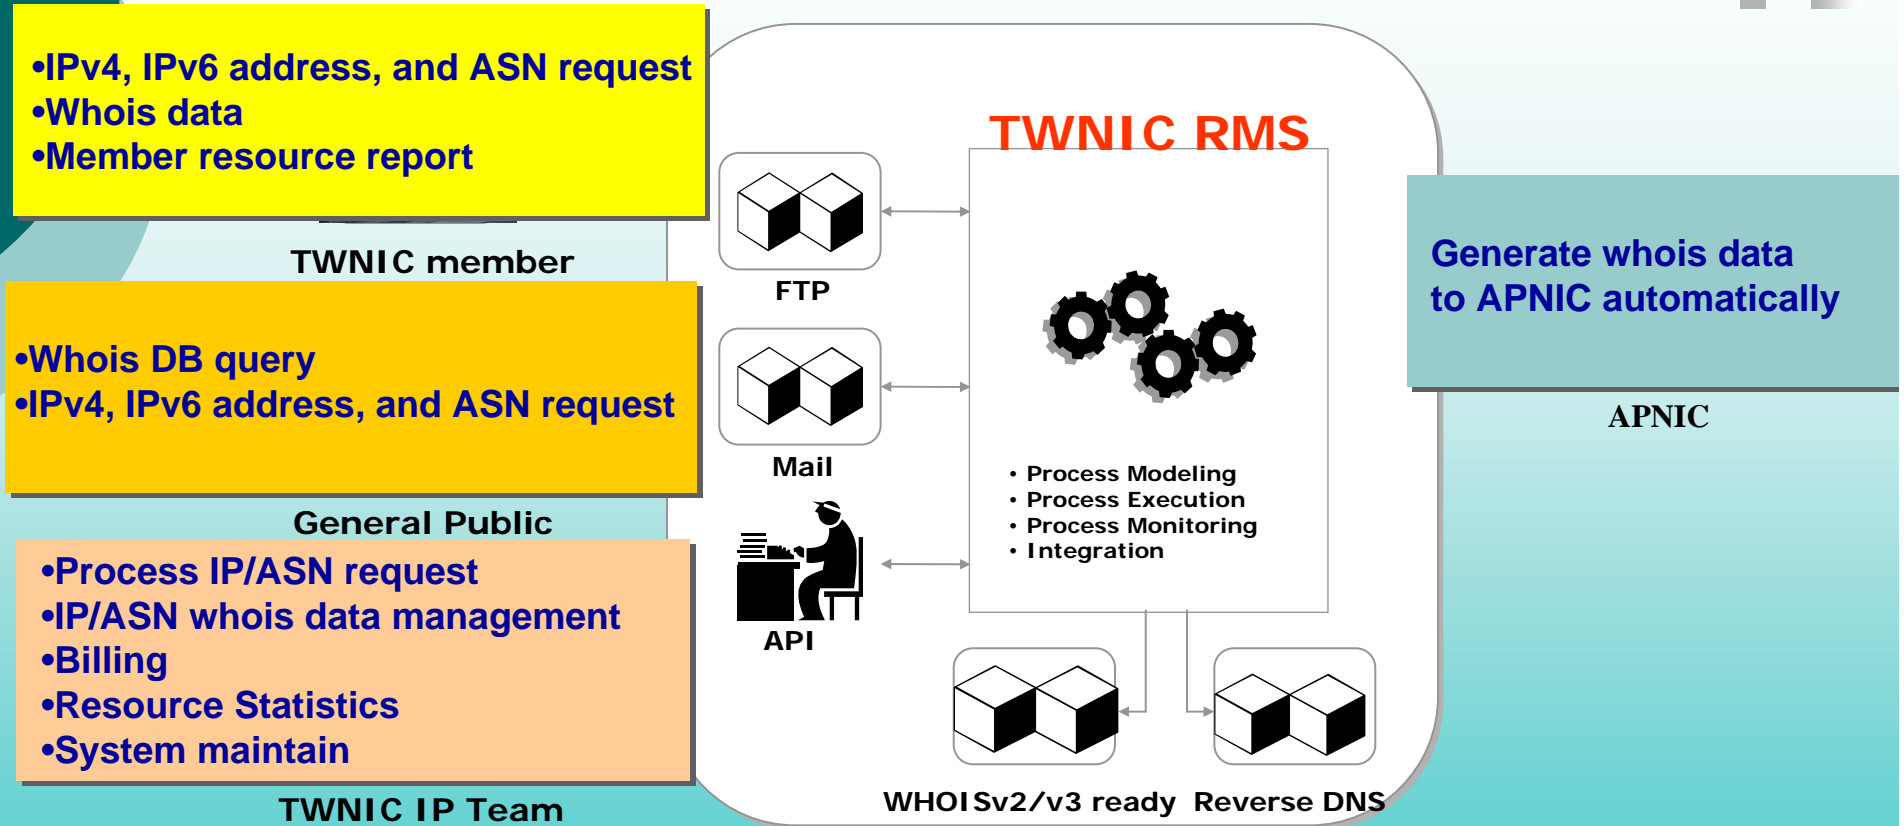 •IPv4, IPv6 address, and ASN request
•Whois data
•Member resource report
TWNIC member
•Whois DB query
•IPv4, IPv6 address, and ASN request
General Public
•Process IP/ASN request
•IP/ASN whois data management
•Billing
•Resource Statistics
•System maintain
TWNIC IP Team
TWNIC RMS
FTP
Mail
API
• Process Modeling
• Process Execution
• Process Monitoring
• Integration
WHOISv2/v3 ready
Reverse DNS
Generate whois data
to APNIC automatically
APNIC